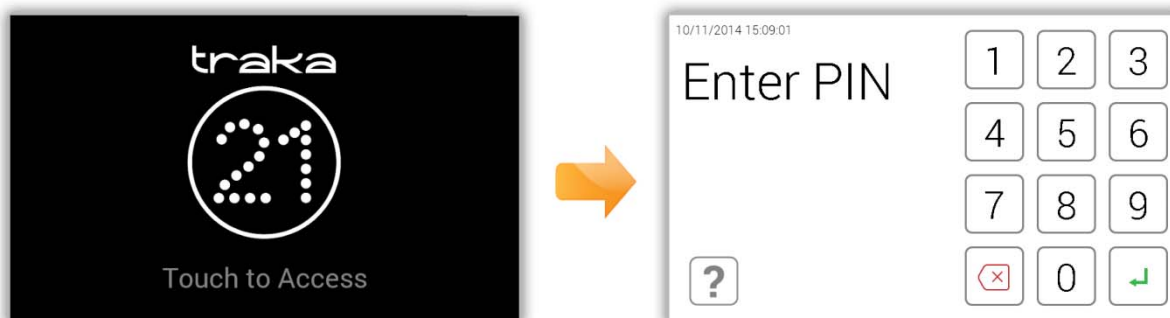 traka
21
Touch to Access
10/11/2014 15:09:01
Enter PIN
1 2 3
4 5 6
7 8 9
0
?